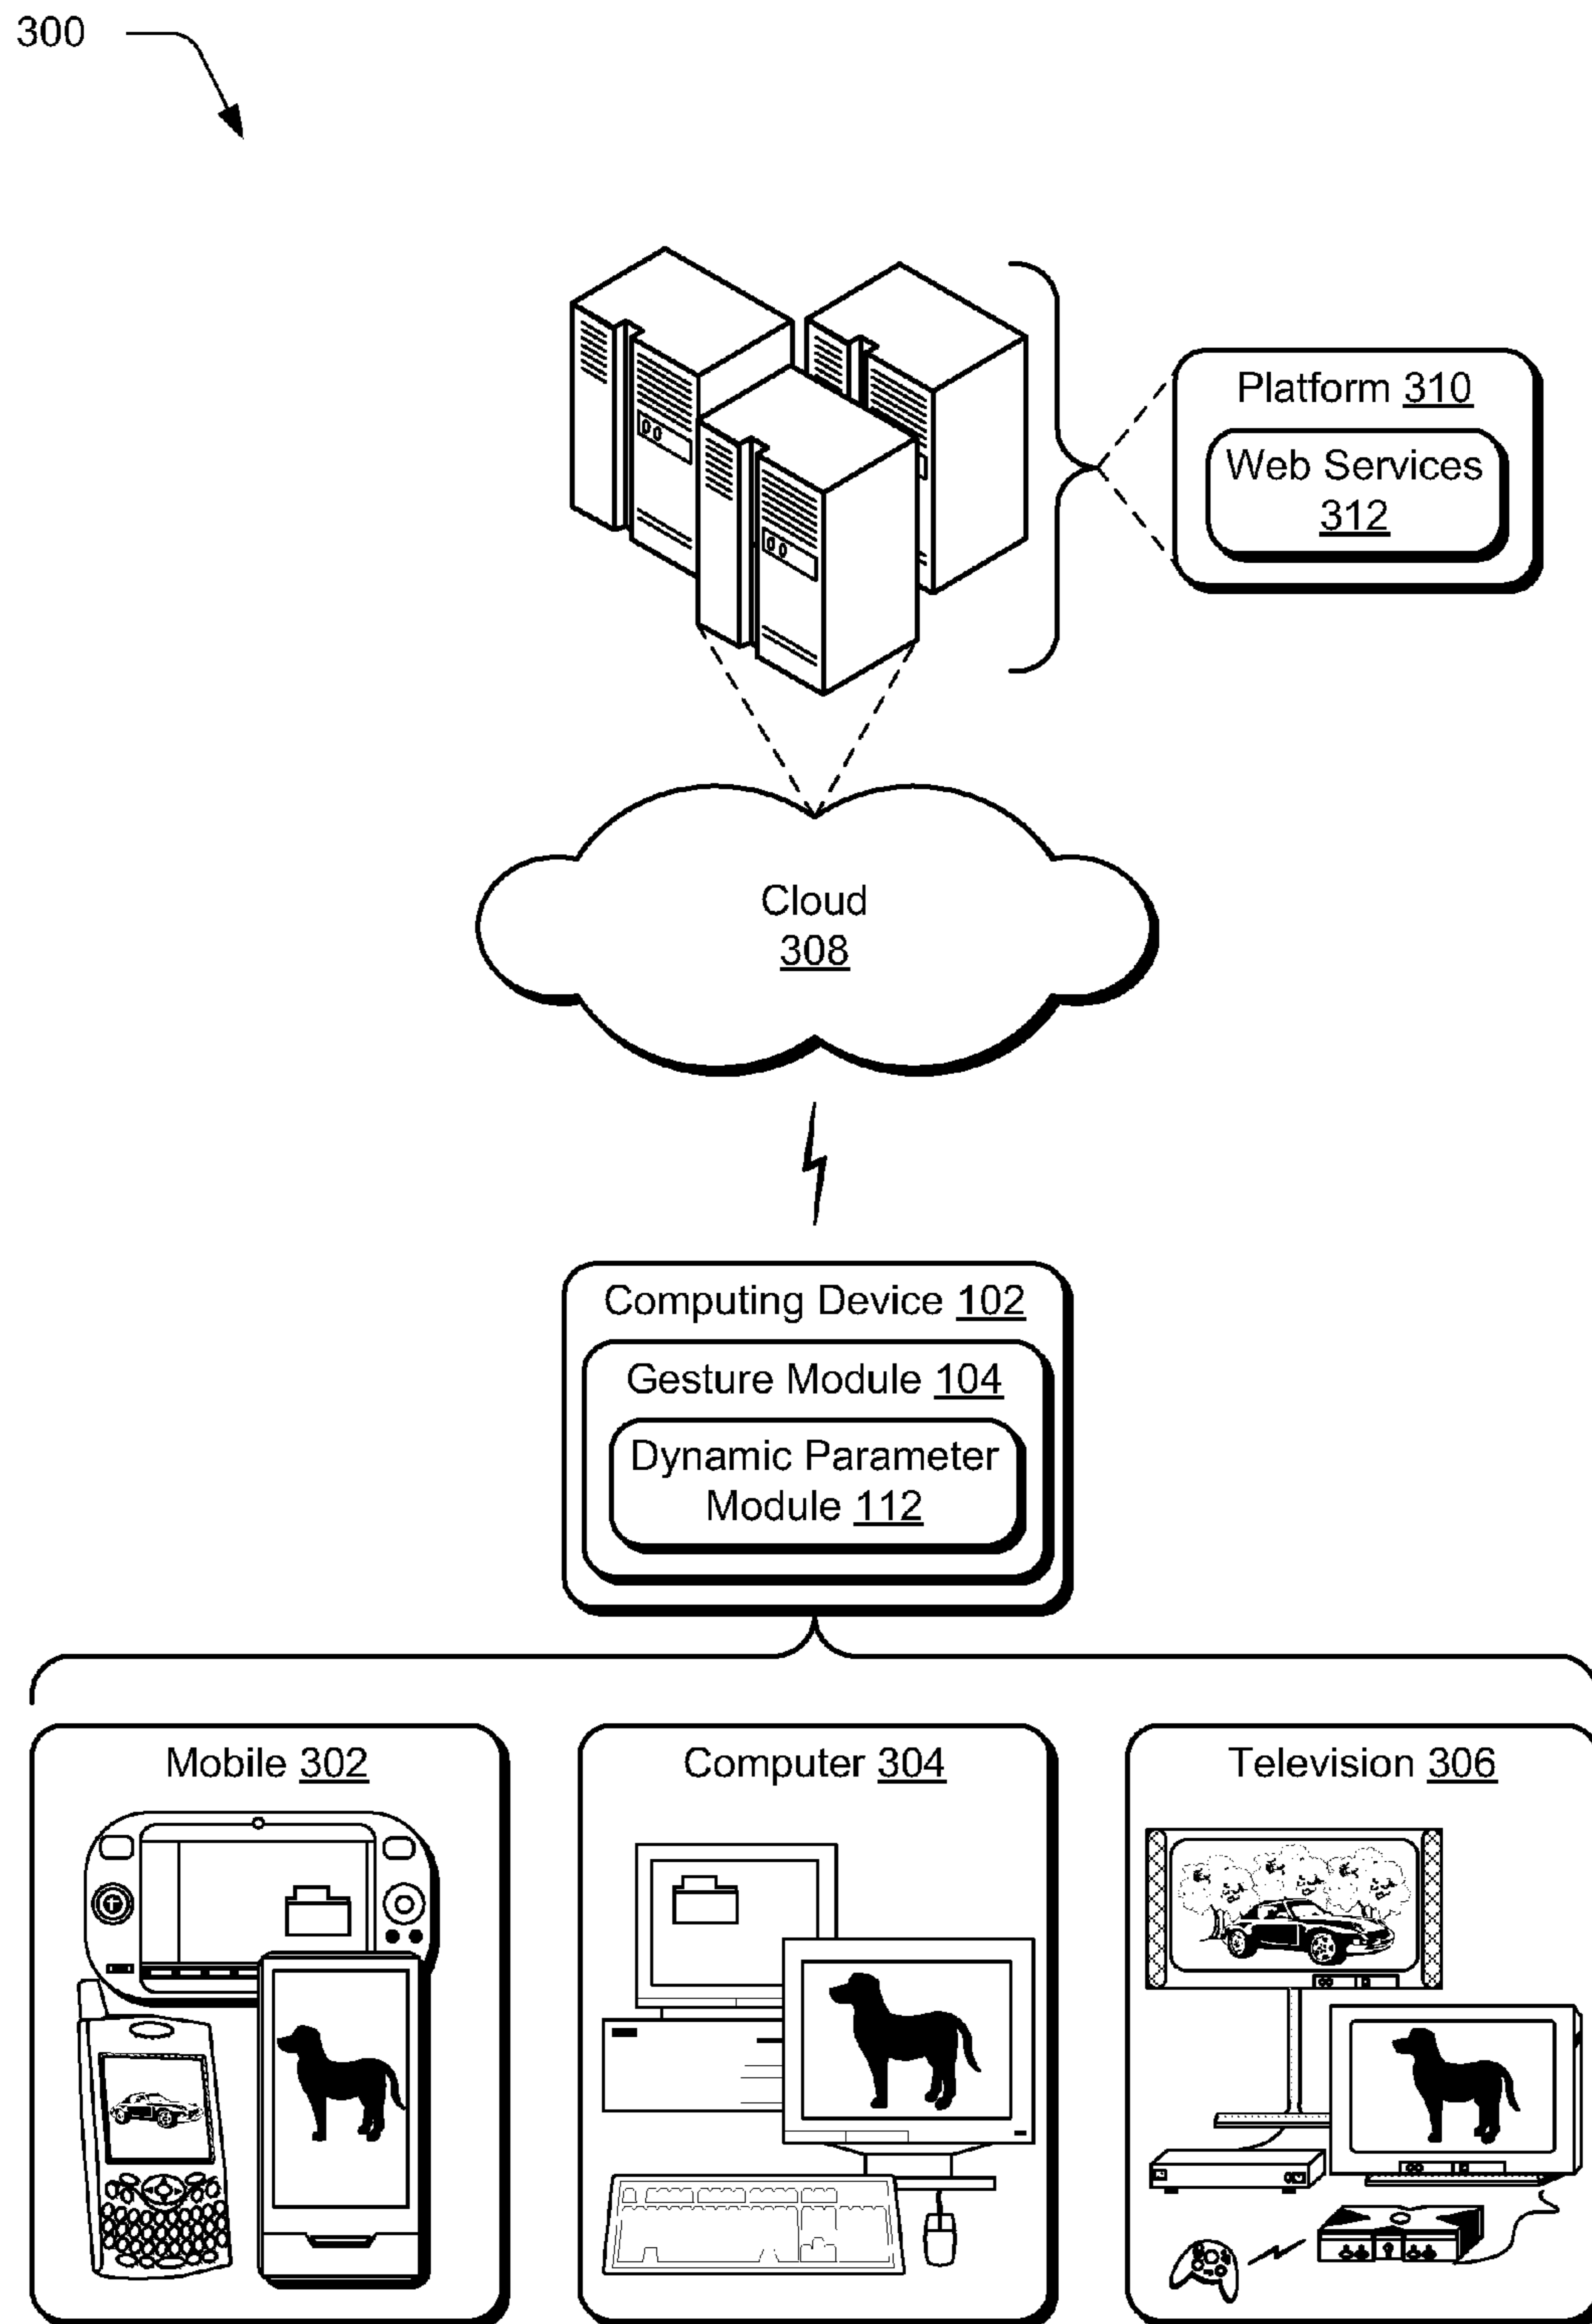 300
Platform 310
Web Services
312
Cloud
308
Computing Device 102
Gesture Module 104
Dynamic Parameter
Module 112
Mobile 302
Computer 304
Television 306